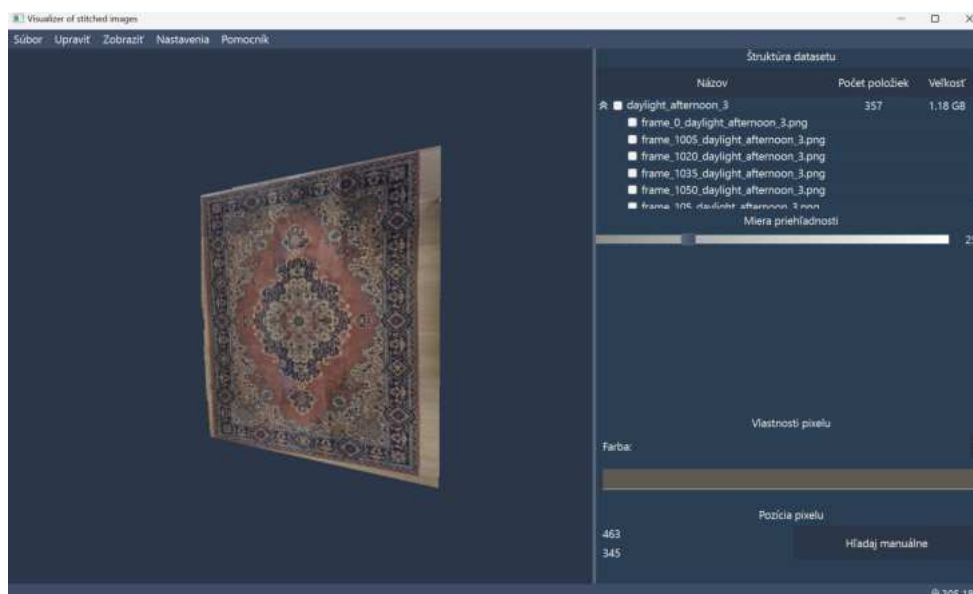 Visualizer of stitched images
Súbor Upraviť Zobraziť Nastavenia Pomocník
Štruktúra datasetu
Názov Počet položiek Veľkosť
daylight_afternoon_3 357 1,18 GB
frame_0_daylight_afternoon_3.png
frame_1005_daylight_afternoon_3.png
frame_1020_daylight_afternoon_3.png
frame_1035_daylight_afternoon_3.png
frame_1050_daylight_afternoon_3.png
frame_105_daylight_afternoon_3.png
Miera priehľadnosti
Vlastnosti pixelu
Farba:
Pozícia pixelu
463
345
Hľadaj manuálne